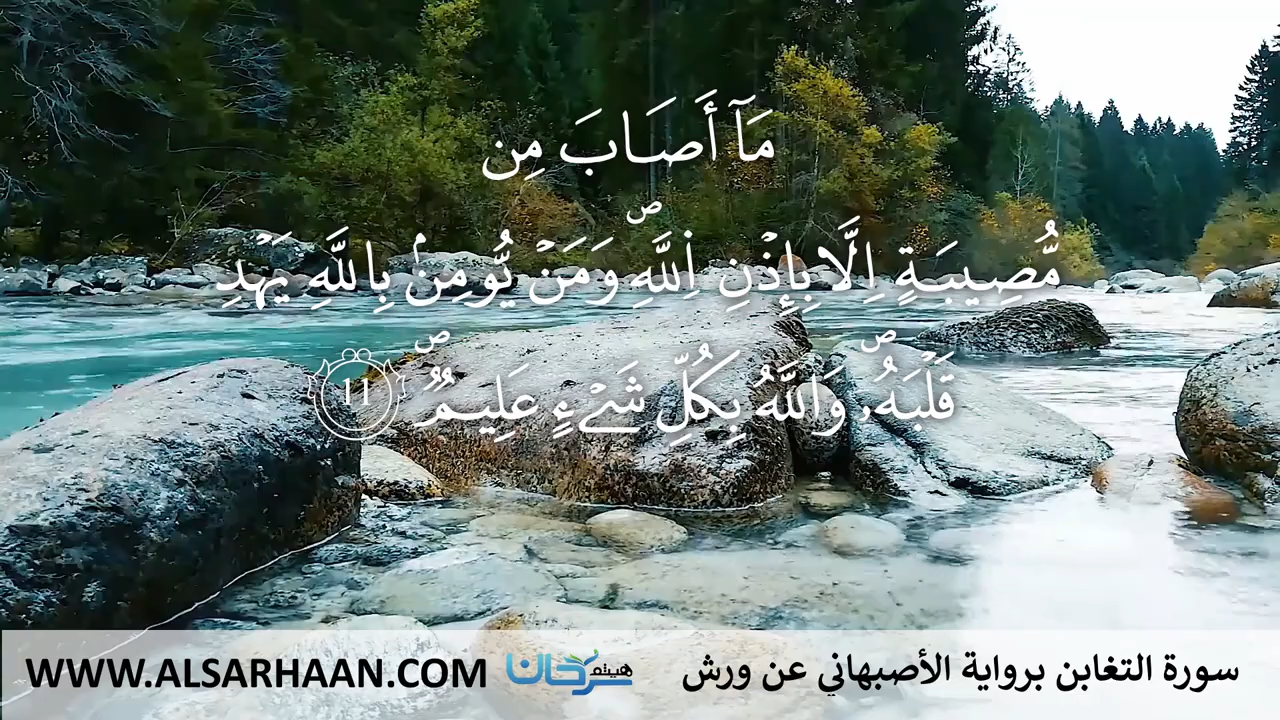 مَآ أَصَابَ مِن
مُّصِيبَةٍ اِلَّا بِإِذْنِ اِ۬للَّهِۖ وَمَنْ يُّومِنۢ بِاللَّهِ يَهْدِ
قَلْبَهُۥۖ وَاللَّهُ بِكُلِّ شَےْءٍ عَلِيمٞۖ 11
WWW.ALSARHAAN.COM هيثم سرحان سورة التغابن برواية الأصبهاني عن ورش